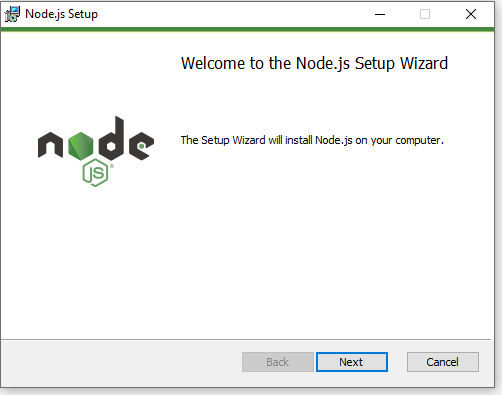 Node.js Setup
Welcome to the Node.js Setup Wizard
node
JS
®
The Setup Wizard will install Node.js on your computer.
Back
Next
Cancel